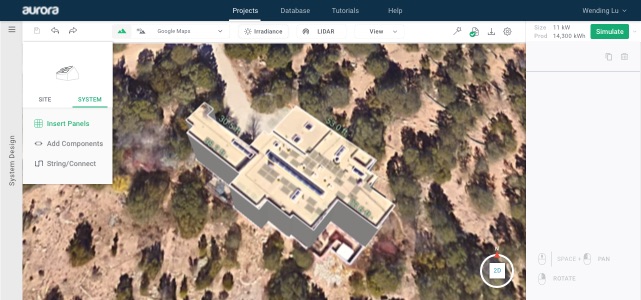 aurora
Projects Database Tutorials Help
Wending Lu
Google Maps
Irradiance
LIDAR
View
Size 11 kW
Prod 14,300 kWh
Simulate
SITE SYSTEM
Insert Panels
Add Components
String/Connect
System Design
N
2D
SPACE + PAN
ROTATE